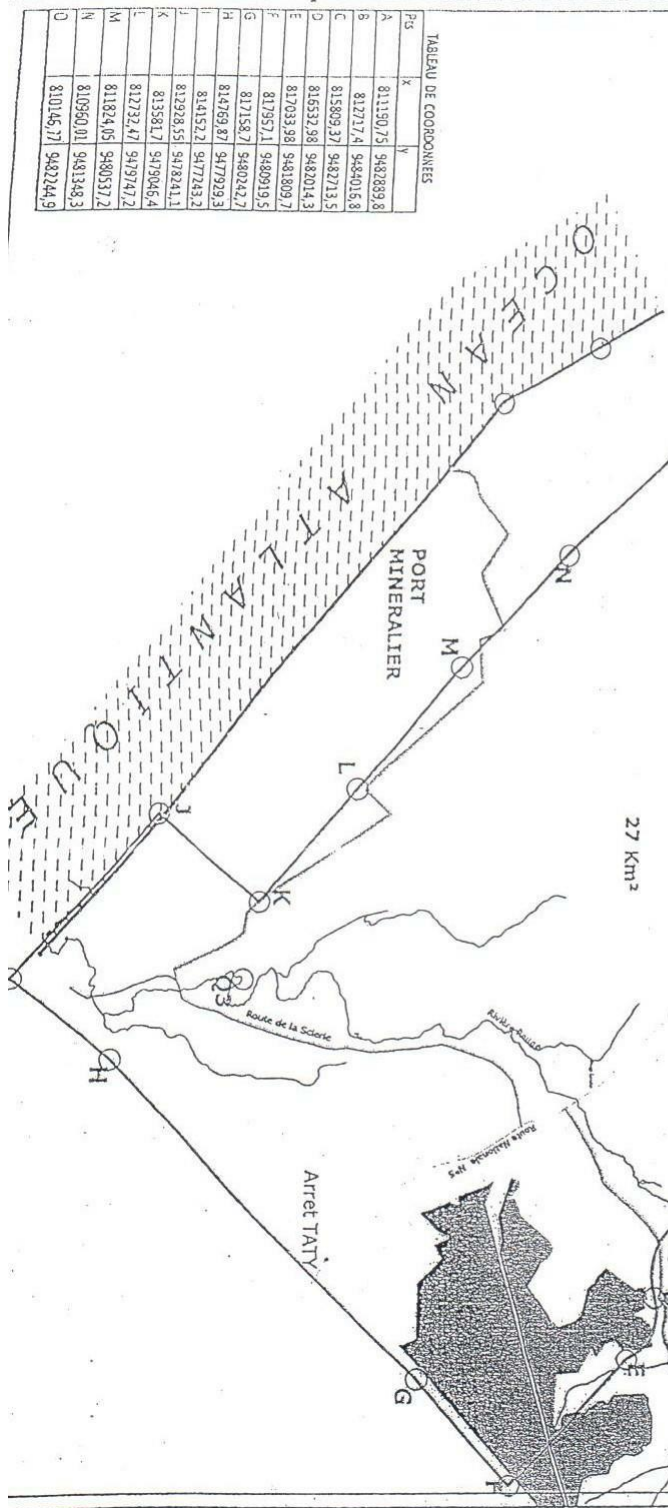 TABLEAU DE COORDONNEES
Pts X Y
A 811190,75 9482889,8
B 812717,4 9484016,8
C 815809,37 9482713,5
D 816532,98 9482014,3
E 817033,98 9481809,7
F 817957,1 9480919,5
G 817158,7 9480242,7
H 814769,87 9477929,3
I 814152,2 9477243,2
J 812928,55 9478241,1
K 813581,7 9479046,4
L 812732,47 9479747,2
M 811824,05 9480537,2
N 810960,01 9481348,3
O 810146,77 9482244,9
OCEAN ATLANTIQUE
PORT
MINERALIER
27 Km²
N
M
L
K
J
H
G
F
E
Route de la Scierie
Rivière
Route Nationale N°5
Arret TATY